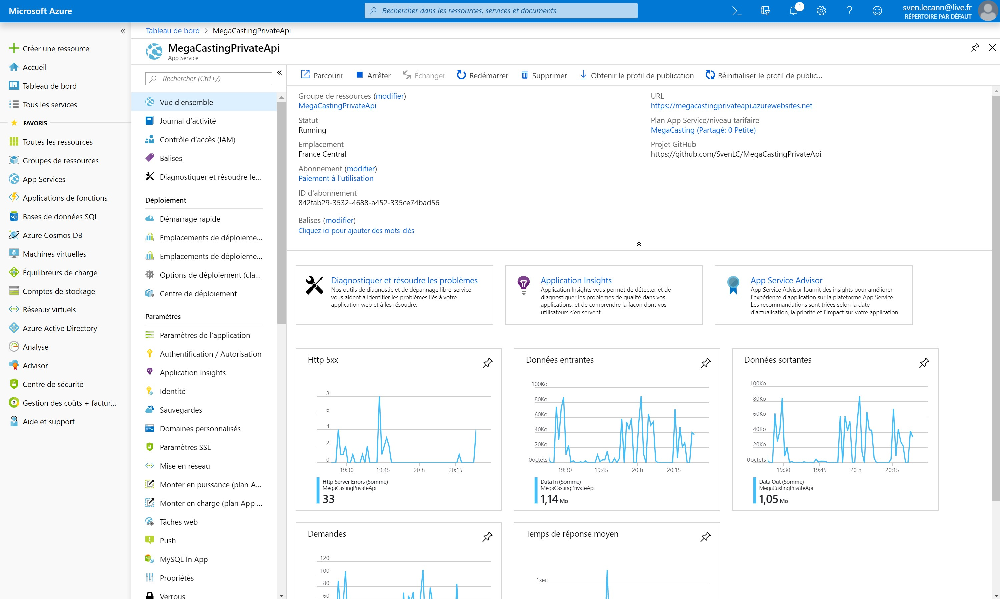 Microsoft Azure
Rechercher dans les ressources, services et documents
1
sven.lecann@live.fr
RÉPERTOIRE PAR DÉFAUT
Créer une ressource
Accueil
Tableau de bord
Tous les services
FAVORIS
Toutes les ressources
Groupes de ressources
App Services
Applications de fonctions
Bases de données SQL
Azure Cosmos DB
Machines virtuelles
Équilibreurs de charge
Comptes de stockage
Réseaux virtuels
Azure Active Directory
Analyse
Advisor
Centre de sécurité
Gestion des coûts + factur...
Aide et support
Tableau de bord > MegaCastingPrivateApi
MegaCastingPrivateApi
App Service
Rechercher (Ctrl+/)
Vue d'ensemble
Journal d’activité
Contrôle d’accès (IAM)
Balises
Diagnostiquer et résoudre le...
Déploiement
Démarrage rapide
Emplacements de déploieme...
Emplacements de déploieme...
Options de déploiement (cla...
Centre de déploiement
Paramètres
Paramètres de l'application
Authentification / Autorisation
Application Insights
Identité
Sauvegardes
Domaines personnalisés
Paramètres SSL
Mise en réseau
Monter en puissance (plan A...
Monter en charge (plan App ...
Tâches web
Push
MySQL In App
Propriétés
Verrous
Parcourir
Arrêter
Échanger
Redémarrer
Supprimer
Obtenir le profil de publication
Réinitialiser le profil de public...
Groupe de ressources (modifier)
MegaCastingPrivateApi
Statut
Running
Emplacement
France Central
Abonnement (modifier)
Paiement à l’utilisation
ID d'abonnement
842fab29-3532-4688-a452-335ce74bad56
Balises (modifier)
Cliquez ici pour ajouter des mots-clés
URL
https://megacastingprivateapi.azurewebsites.net
Plan App Service/niveau tarifaire
MegaCasting (Partagé: 0 Petite)
Projet GitHub
https://github.com/SvenLC/MegaCastingPrivateApi
Diagnostiquer et résoudre les problèmes
Nos outils de diagnostic et de dépannage libre-service
vous aident à identifier les problèmes liés à votre
application web et à les résoudre.
Application Insights
Application Insights vous permet de détecter et de
diagnostiquer les problèmes de qualité dans vos
applications, et de comprendre la façon dont vos
utilisateurs s'en servent.
App Service Advisor
App Service Advisor fournit des insights pour améliorer
l'expérience d'application sur la plateforme App Service.
Les recommandations sont triées selon la date
d'actualisation, la priorité et l'impact sur votre application.
Http 5xx
8
6
4
2
0
19:30
19:45
20 h
20:15
Http Server Errors (Somme)
MegaCastingPrivateApi
33
Données entrantes
100Ko
80Ko
60Ko
40Ko
20Ko
0octets
19:30
19:45
20 h
20:15
Data In (Somme)
MegaCastingPrivateApi
1,14 Mo
Données sortantes
100Ko
80Ko
60Ko
40Ko
20Ko
0octets
19:30
19:45
20 h
20:15
Data Out (Somme)
MegaCastingPrivateApi
1,05 Mo
Demandes
120
100
80
60
Temps de réponse moyen
1sec